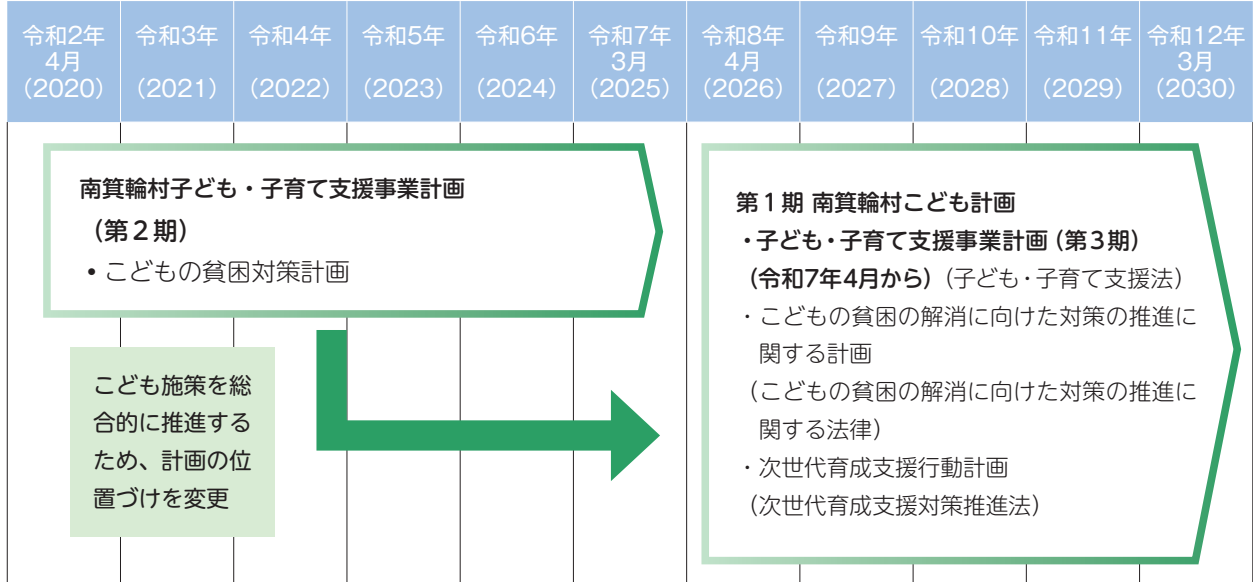 令和2年
4月
(2020)
令和3年
(2021)
令和4年
(2022)
令和5年
(2023)
令和6年
(2024)
令和7年
3月
(2025)
令和8年
4月
(2026)
令和9年
(2027)
令和10年
(2028)
令和11年
(2029)
令和12年
3月
(2030)
南箕輪村子ども・子育て支援事業計画
（第２期）
• こどもの貧困対策計画
こども施策を総
合的に推進する
ため、計画の位
置づけを変更
第１期 南箕輪村こども計画
・子ども・子育て支援事業計画（第３期）
（令和7年4月から）（子ども・子育て支援法）
・こどもの貧困の解消に向けた対策の推進に
関する計画
（こどもの貧困の解消に向けた対策の推進に
関する法律）
・次世代育成支援行動計画
（次世代育成支援対策推進法）